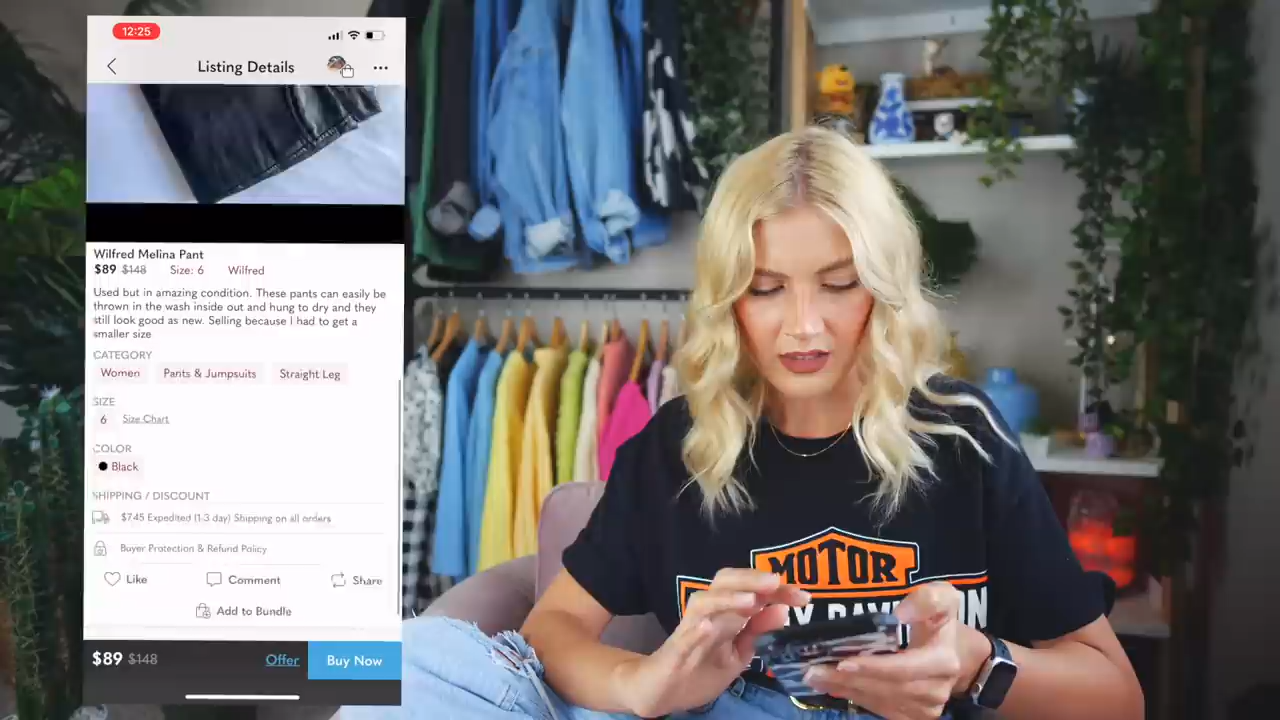 12:25
Listing Details
Wilfred Melina Pant
$89 $148 Size: 6 Wilfred
Used but in amazing condition. These pants can easily be
thrown in the wash inside out and hung to dry and they
still look good as new. Selling because I had to get a
smaller size
CATEGORY
Women Pants & Jumpsuits Straight Leg
SIZE
6 Size Chart
COLOR
Black
SHIPPING / DISCOUNT
$7.45 Expedited (1-3 day) Shipping on all orders
Buyer Protection & Refund Policy
Like Comment Share
Add to Bundle
$89 $148 Offer Buy Now
MOTOR